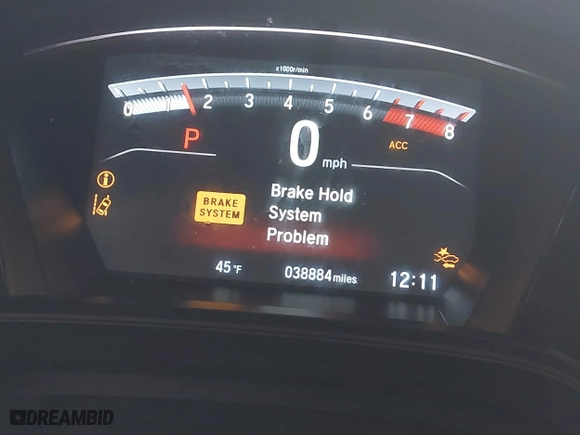 x1000r/min
0 1 2 3 4 5 6 7 8
P
0 mph
ACC
BRAKE
SYSTEM
Brake Hold
System
Problem
45°F
038884 miles
12:11
DREAMBID